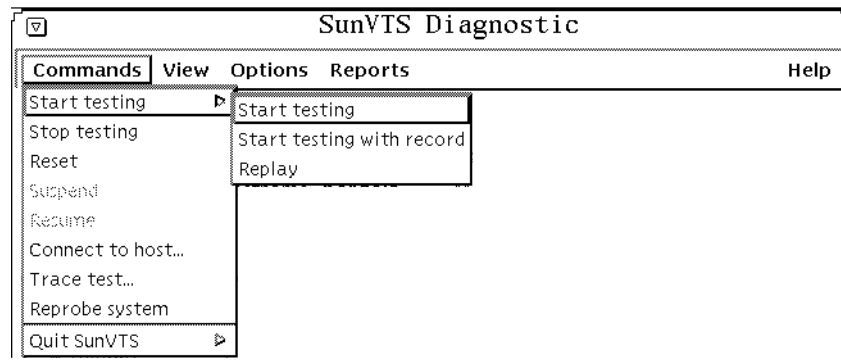 SunVTS Diagnostic
Commands View Options Reports Help
Start testing
Stop testing
Reset
Suspend
Resume
Connect to host...
Trace test...
Reprobe system
Quit SunVTS
Start testing
Start testing with record
Replay